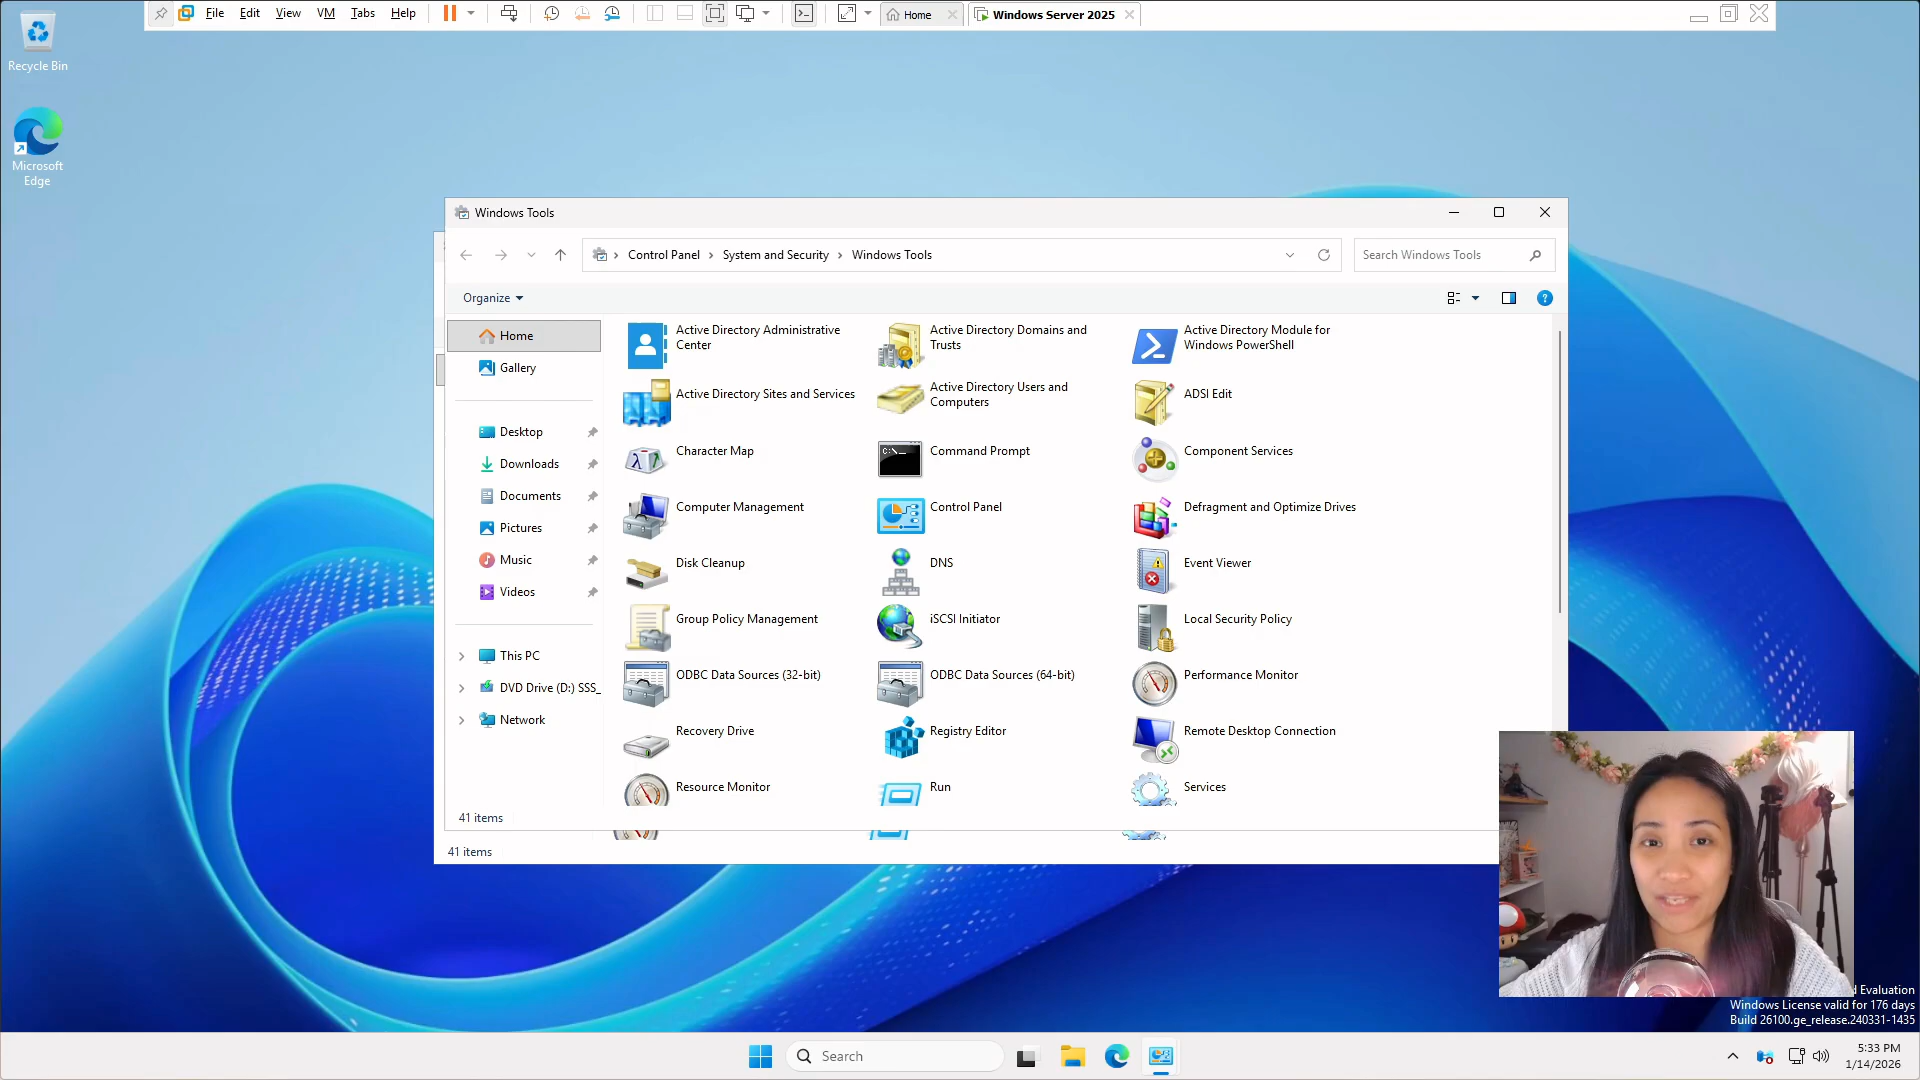 File Edit View VM Tabs Help
Home
Windows Server 2025
Recycle Bin
Microsoft
Edge
Windows Tools
Control Panel
System and Security
Windows Tools
Search Windows Tools
Organize
Home
Gallery
Desktop
Downloads
Documents
Pictures
Music
Videos
This PC
DVD Drive (D:) SSS_
Network
Active Directory Administrative
Center
Active Directory Domains and
Trusts
Active Directory Module for
Windows PowerShell
Active Directory Sites and Services
Active Directory Users and
Computers
ADSI Edit
Character Map
Command Prompt
Component Services
Computer Management
Control Panel
Defragment and Optimize Drives
Disk Cleanup
DNS
Event Viewer
Group Policy Management
iSCSI Initiator
Local Security Policy
ODBC Data Sources (32-bit)
ODBC Data Sources (64-bit)
Performance Monitor
Recovery Drive
Registry Editor
Remote Desktop Connection
Resource Monitor
Run
Services
41 items
41 items
Evaluation
Windows License valid for 176 days
Build 26100.ge_release.240331-1435
Search
5:33 PM
1/14/2026